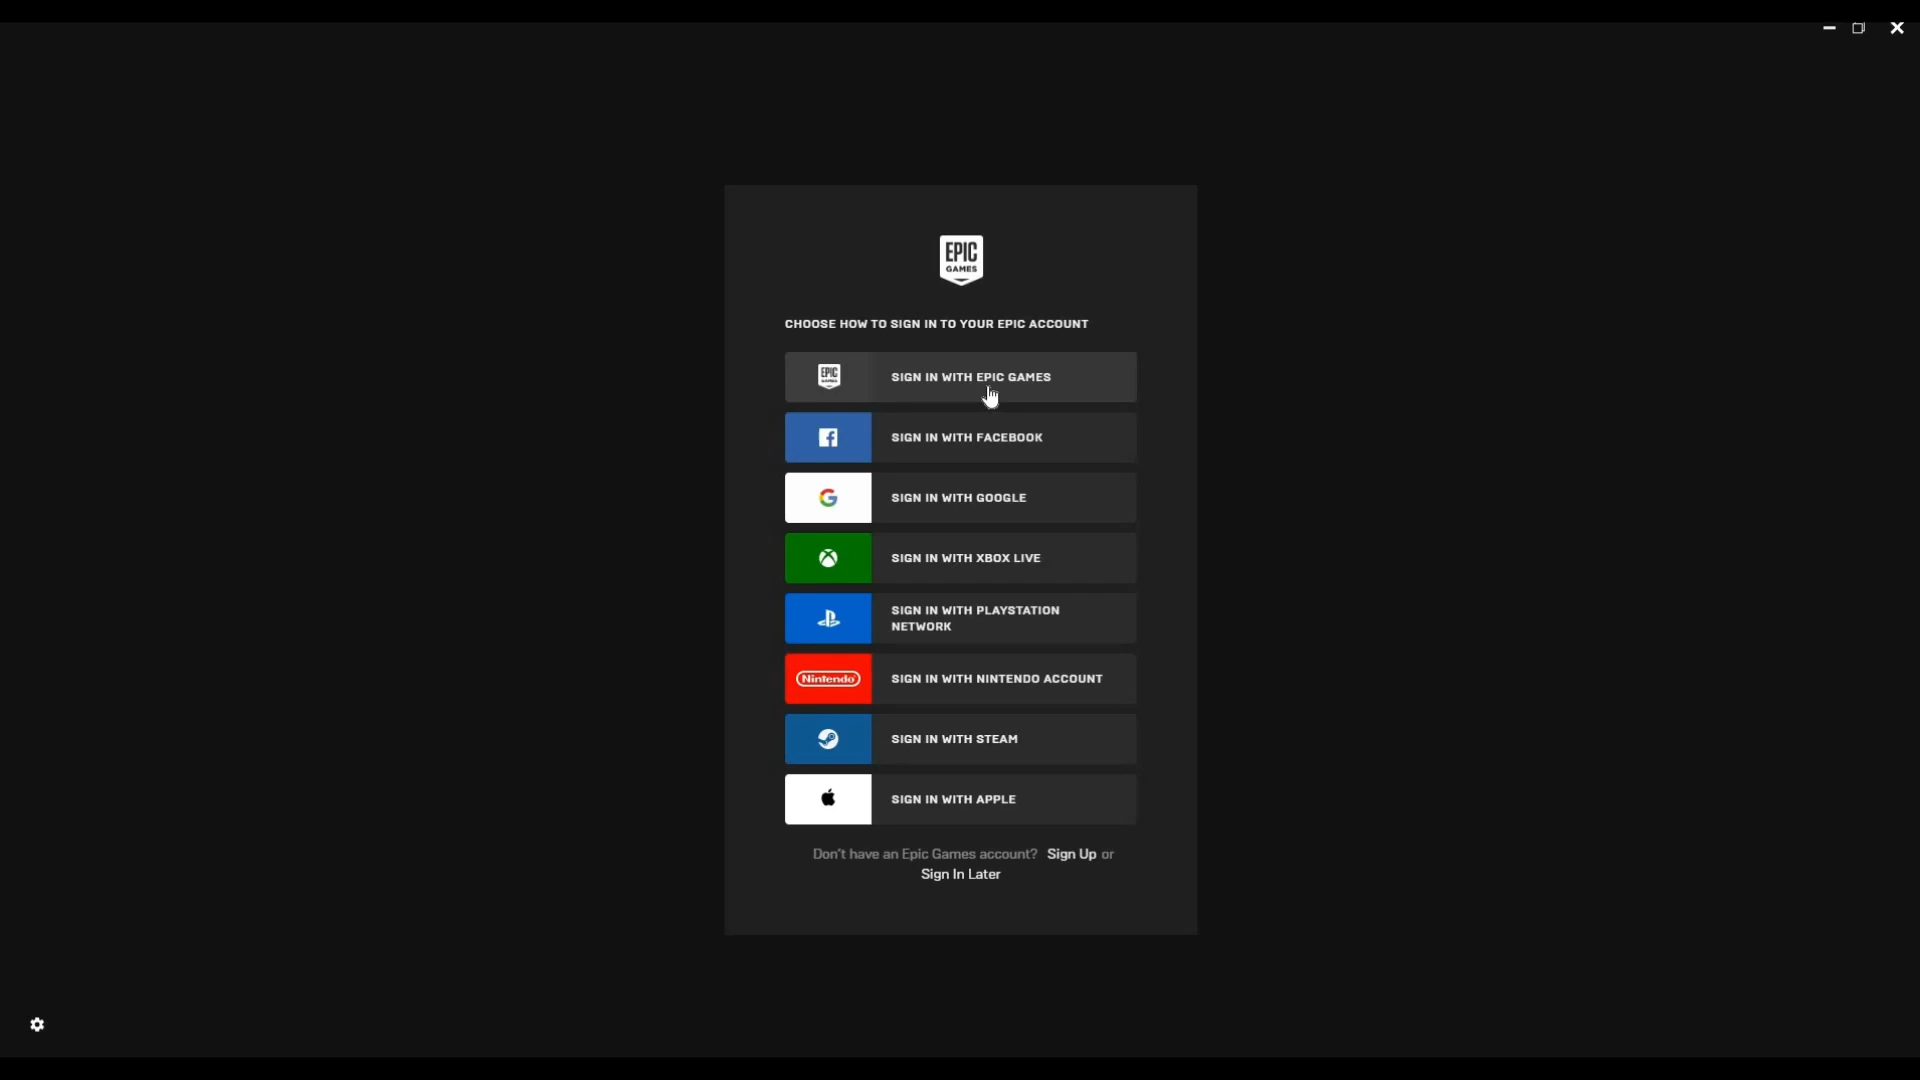 EPIC
GAMES
CHOOSE HOW TO SIGN IN TO YOUR EPIC ACCOUNT
EPIC
GAMES
SIGN IN WITH EPIC GAMES
SIGN IN WITH FACEBOOK
SIGN IN WITH GOOGLE
SIGN IN WITH XBOX LIVE
SIGN IN WITH PLAYSTATION
NETWORK
Nintendo
SIGN IN WITH NINTENDO ACCOUNT
SIGN IN WITH STEAM
SIGN IN WITH APPLE
Don't have an Epic Games account? Sign Up or
Sign In Later